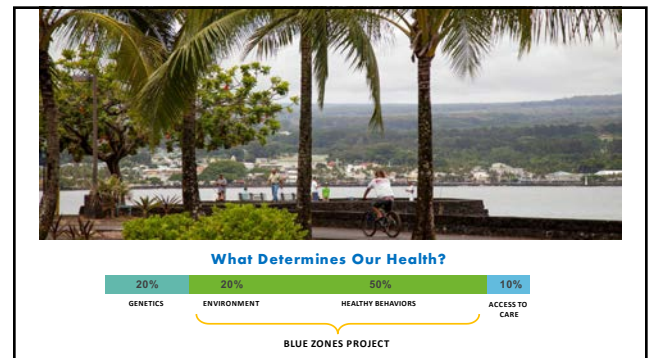 What Determines Our Health?
20% 20% 50% 10%
GENETICS ENVIRONMENT HEALTHY BEHAVIORS ACCESS TO
CARE
BLUE ZONES PROJECT